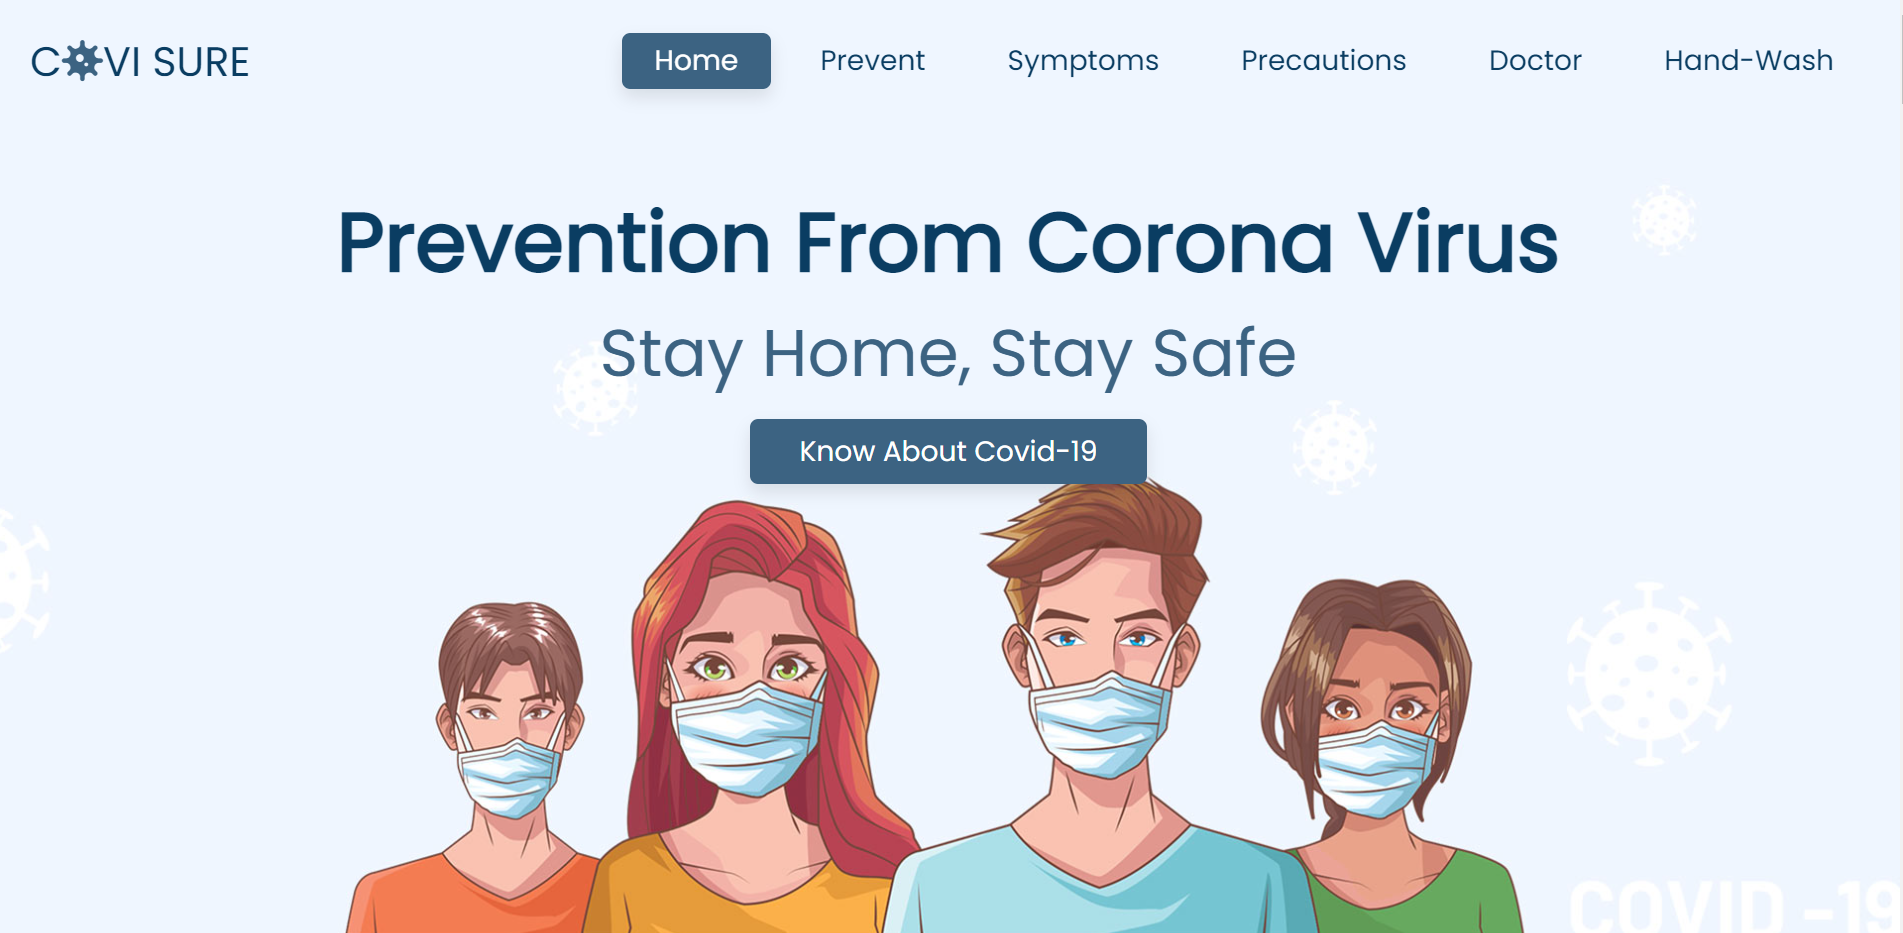 COVI SURE
Home Prevent Symptoms Precautions Doctor Hand-Wash
Prevention From Corona Virus
Stay Home, Stay Safe
Know About Covid-19
COVID -19